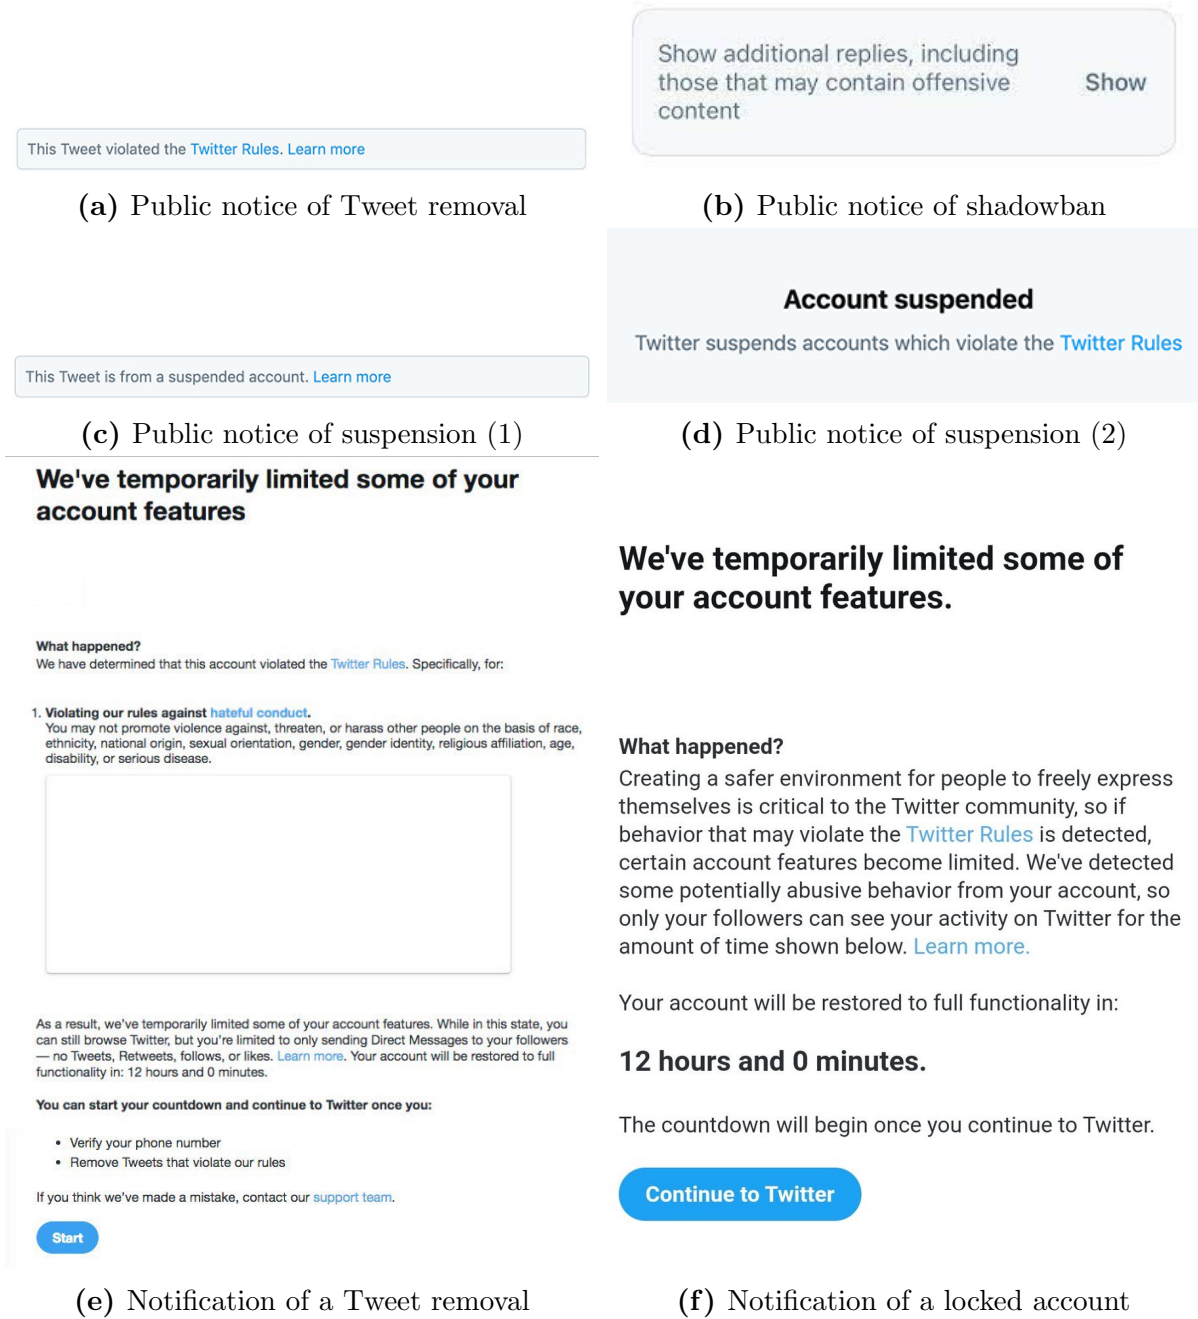 This Tweet violated the Twitter Rules. Learn more
(a) Public notice of Tweet removal
Show additional replies, including
those that may contain offensive
content
Show
(b) Public notice of shadowban
This Tweet is from a suspended account. Learn more
(c) Public notice of suspension (1)
Account suspended
Twitter suspends accounts which violate the Twitter Rules
(d) Public notice of suspension (2)
We've temporarily limited some of your
account features
What happened?
We have determined that this account violated the Twitter Rules. Specifically, for:
1. Violating our rules against hateful conduct.
You may not promote violence against, threaten, or harass other people on the basis of race,
ethnicity, national origin, sexual orientation, gender, gender identity, religious affiliation, age,
disability, or serious disease.
As a result, we've temporarily limited some of your account features. While in this state, you
can still browse Twitter, but you're limited to only sending Direct Messages to your followers
— no Tweets, Retweets, follows, or likes. Learn more. Your account will be restored to full
functionality in: 12 hours and 0 minutes.
You can start your countdown and continue to Twitter once you:
• Verify your phone number
• Remove Tweets that violate our rules
If you think we've made a mistake, contact our support team.
Start
(e) Notification of a Tweet removal
We've temporarily limited some of
your account features.
What happened?
Creating a safer environment for people to freely express
themselves is critical to the Twitter community, so if
behavior that may violate the Twitter Rules is detected,
certain account features become limited. We've detected
some potentially abusive behavior from your account, so
only your followers can see your activity on Twitter for the
amount of time shown below. Learn more.
Your account will be restored to full functionality in:
12 hours and 0 minutes.
The countdown will begin once you continue to Twitter.
Continue to Twitter
(f) Notification of a locked account